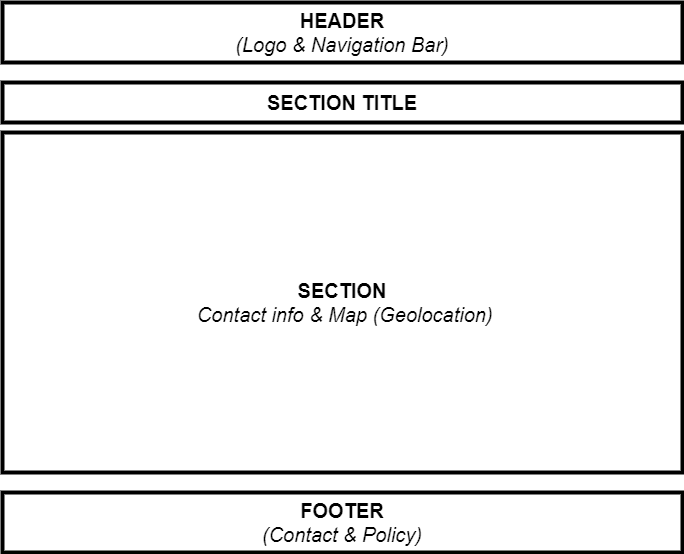 HEADER
(Logo & Navigation Bar)
SECTION TITLE
SECTION
Contact info & Map (Geolocation)
FOOTER
(Contact & Policy)